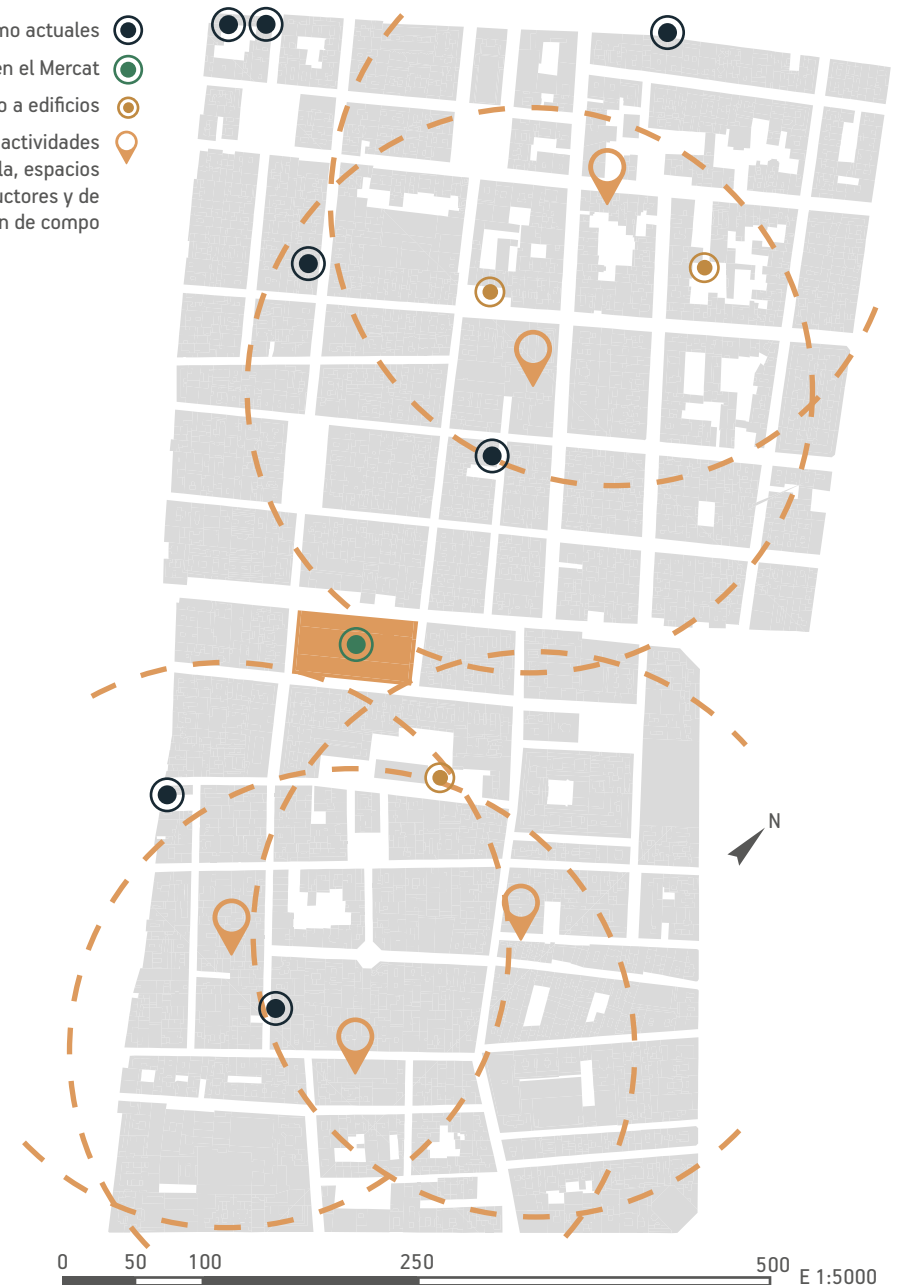 mo actuales
en el Mercat
o a edificios
actividades
la, espacios
uctores y de
n de compo
N
0 50 100 250 500 E 1:5000